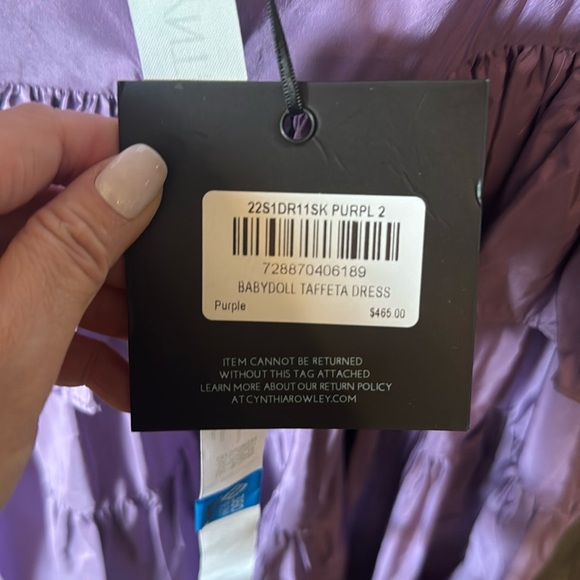 22S1DR11SK PURPL 2
728870406189
BABYDOLL TAFFETA DRESS
Purple $465.00
ITEM CANNOT BE RETURNED
WITHOUT THIS TAG ATTACHED
LEARN MORE ABOUT OUR RETURN POLICY
AT CYNTHIAROWLEY.COM